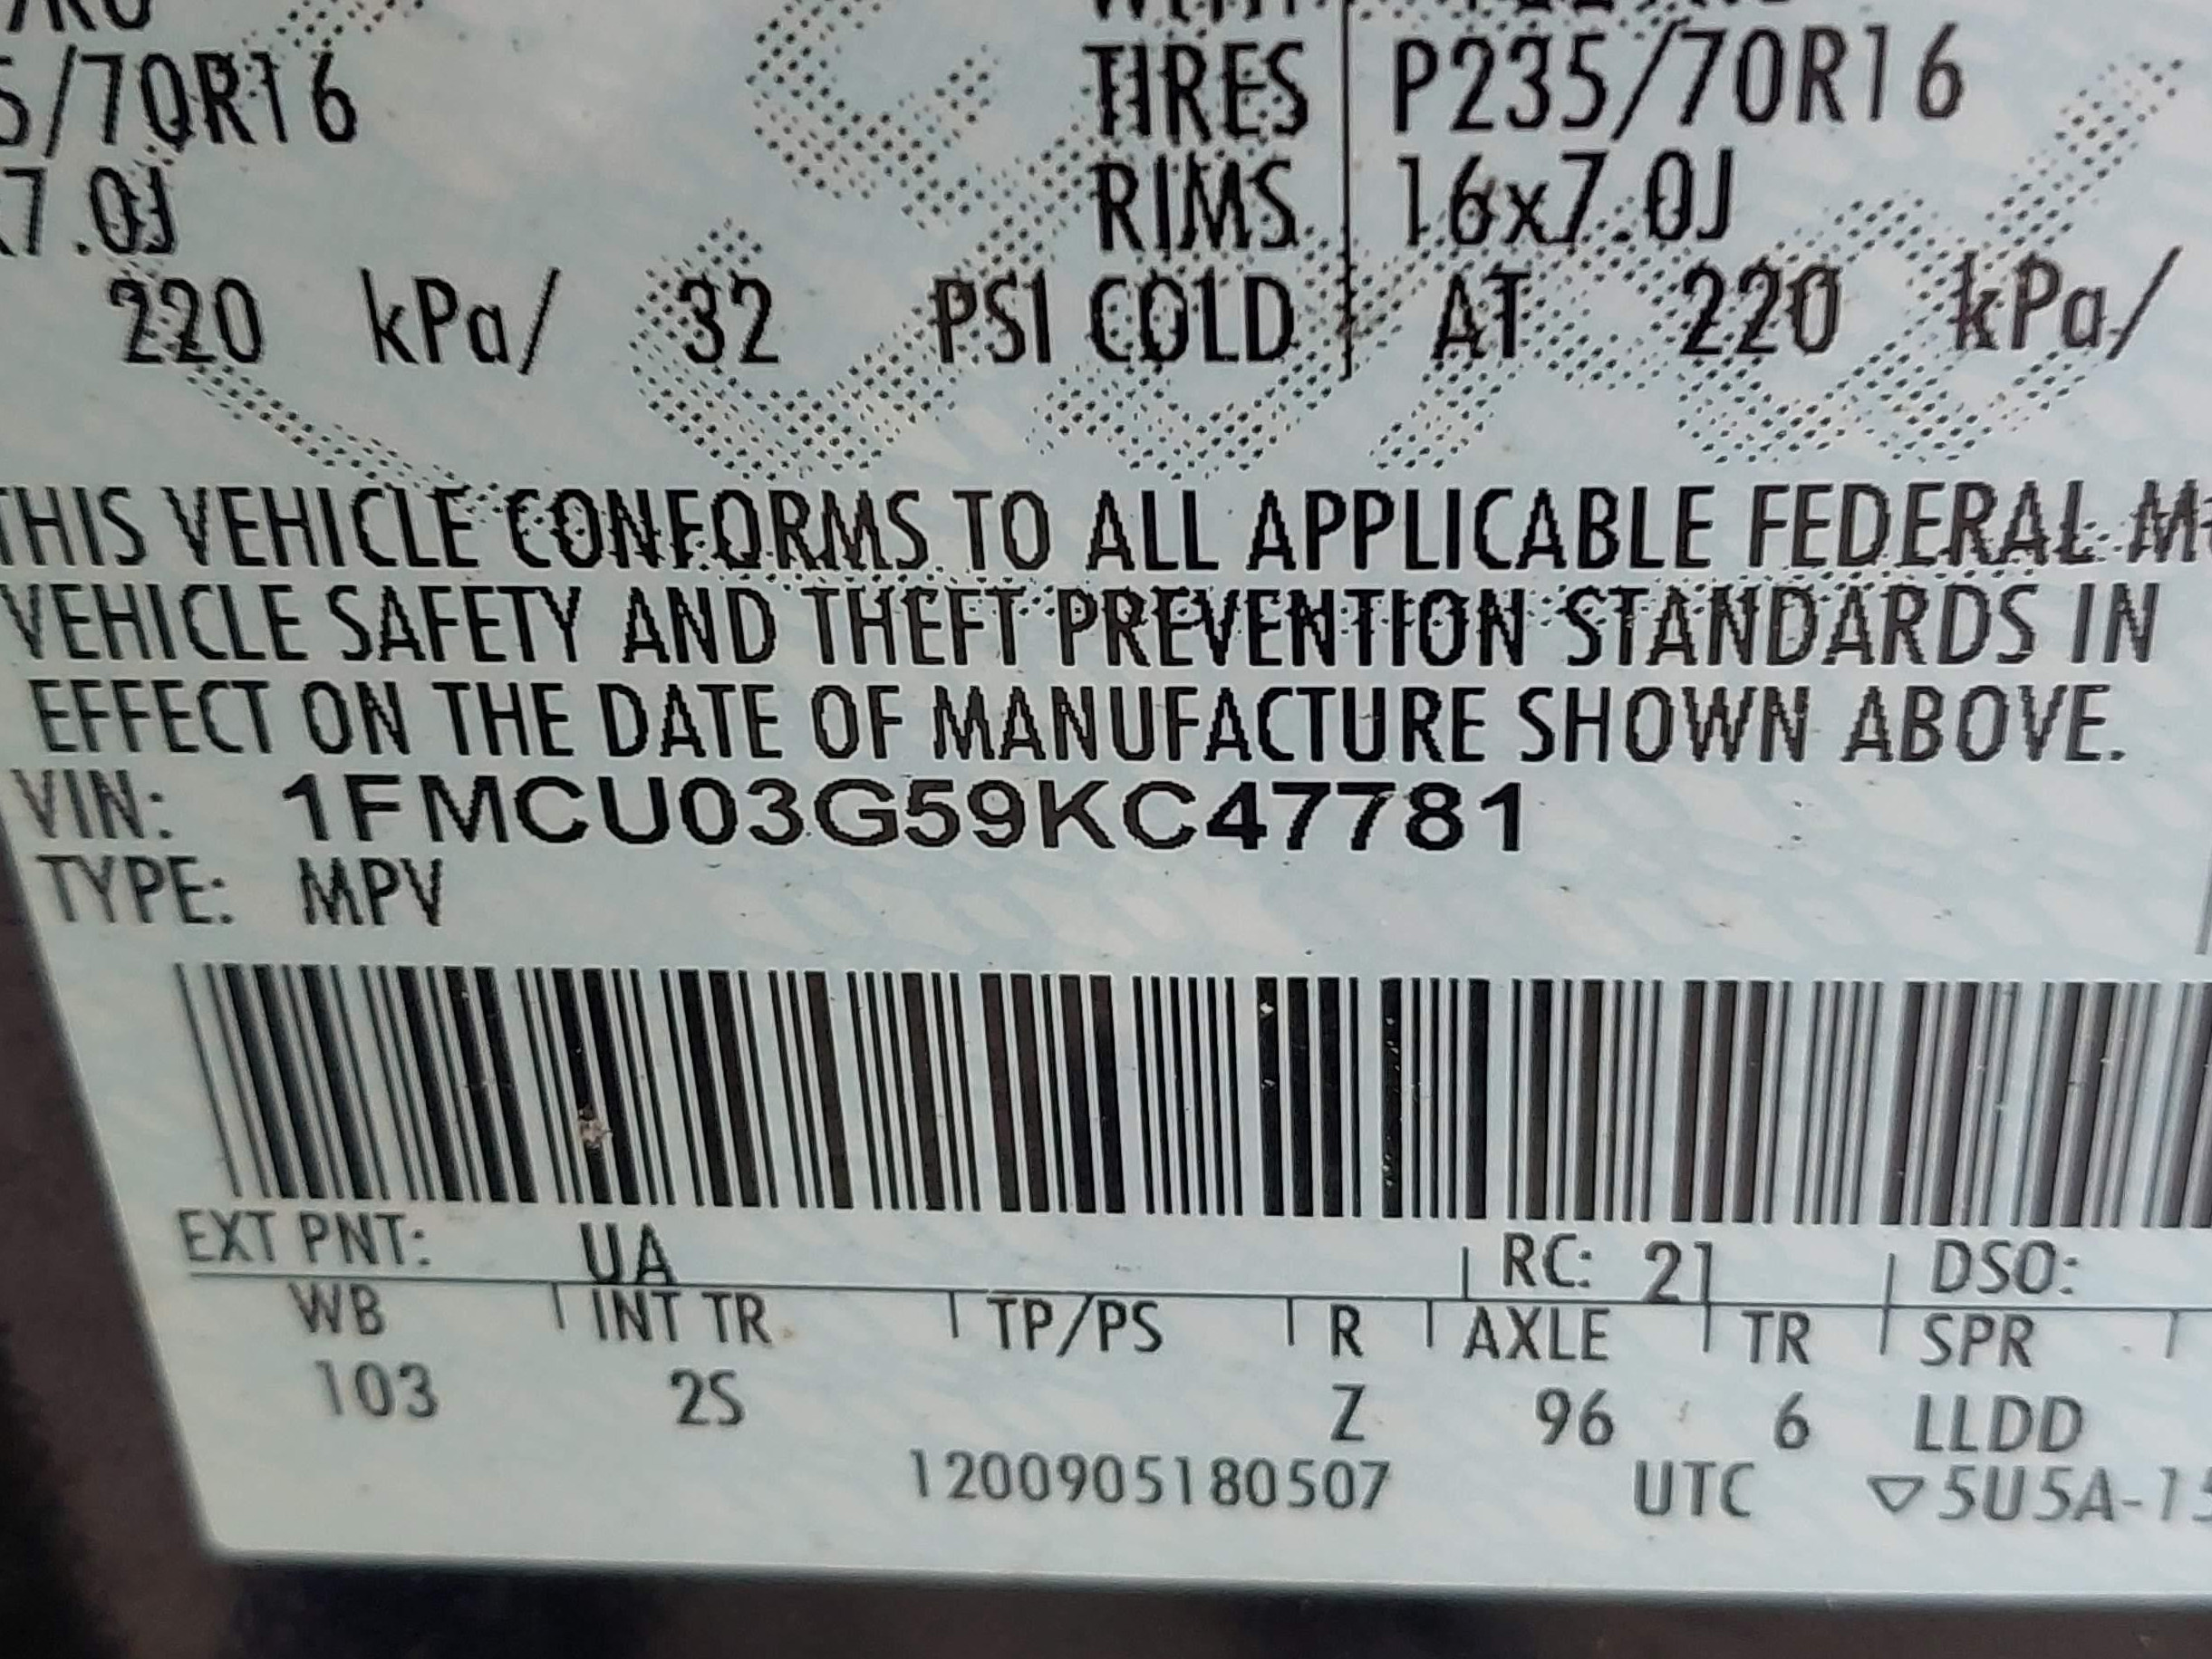 5/70R16 TIRES P235/70R16
7.0J RIMS 16x7.0J
220 kPa/ 32 PSI COLD AT 220 kPa/
THIS VEHICLE CONFORMS TO ALL APPLICABLE FEDERAL
VEHICLE SAFETY AND THEFT PREVENTION STANDARDS IN
EFFECT ON THE DATE OF MANUFACTURE SHOWN ABOVE.
VIN: 1FMCU03G59KC47781
TYPE: MPV
EXT PNT: UA RC: 21 DSO:
WB INT TR TP/PS R AXLE TR SPR
103 2S Z 96 6 LLDD
1200905180507 UTC ▽5U5A-15